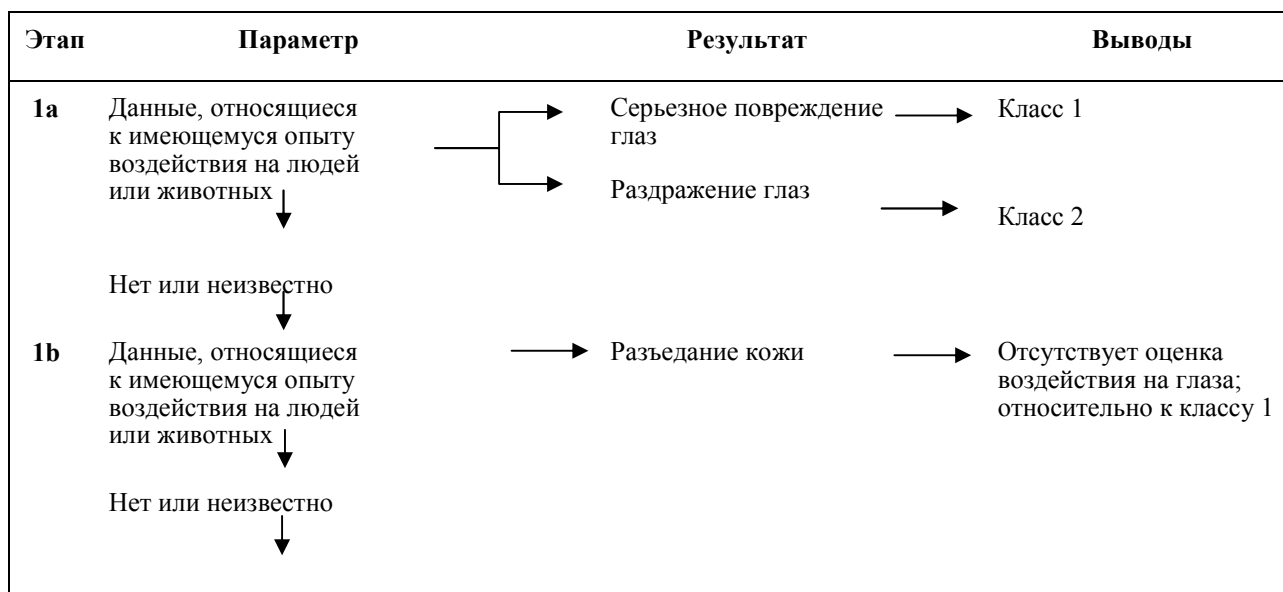 Этап Параметр Результат Выводы
1a Данные, относящиеся Серьезное повреждение Класс 1
к имеющемуся опыту глаз
воздействия на людей
или животных Раздражение глаз
Класс 2
Нет или неизвестно
1b Данные, относящиеся Разъедание кожи Отсутствует оценка
к имеющемуся опыту воздействия на глаза;
воздействия на людей относительно к классу 1
или животных
Нет или неизвестно